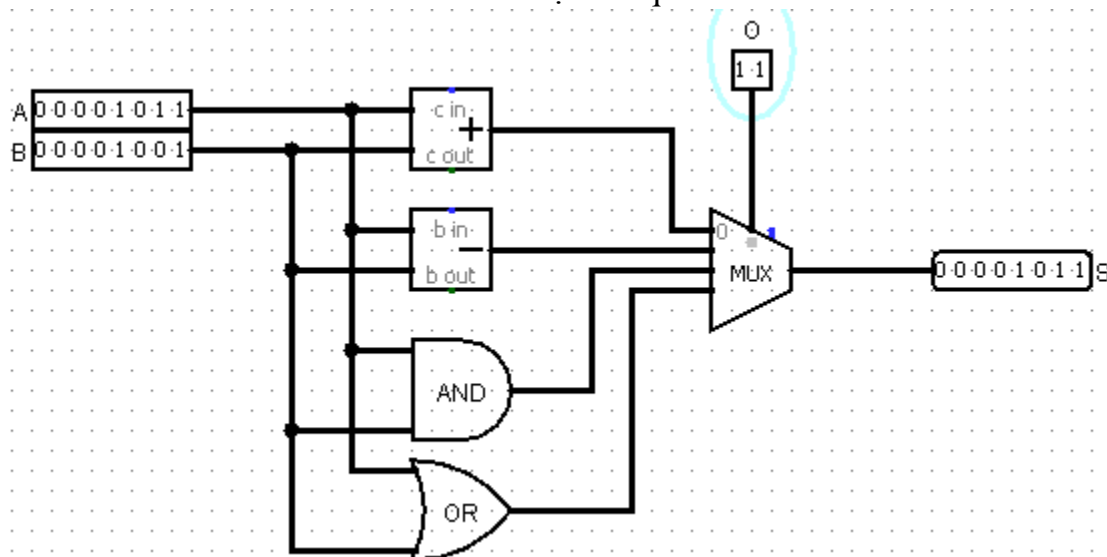 O
1 1
A 0 0 0 0 1 0 1 1
B 0 0 0 0 1 0 0 1
c in
+
c out
b in
−
b out
0
MUX
0 0 0 0 1 0 1 1 S
AND
OR